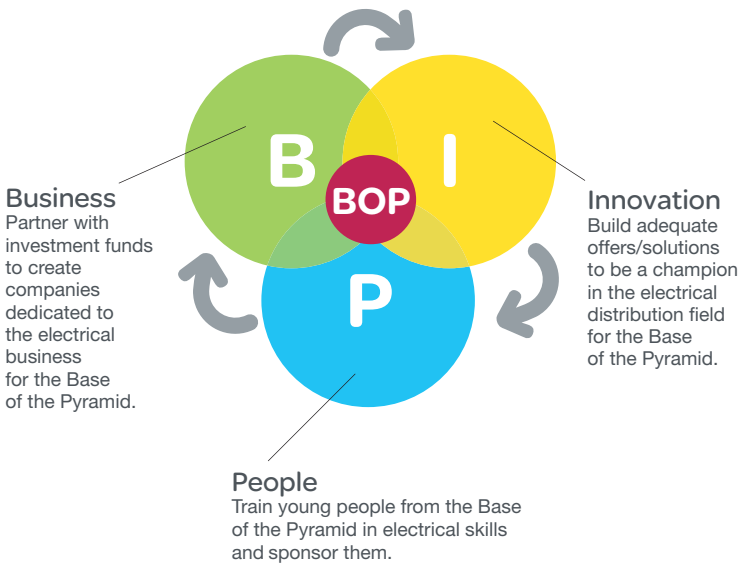 B
I
BOP
P
Business
Partner with
investment funds
to create
companies
dedicated to
the electrical
business
for the Base
of the Pyramid.
Innovation
Build adequate
offers/solutions
to be a champion
in the electrical
distribution field
for the Base
of the Pyramid.
People
Train young people from the Base
of the Pyramid in electrical skills
and sponsor them.